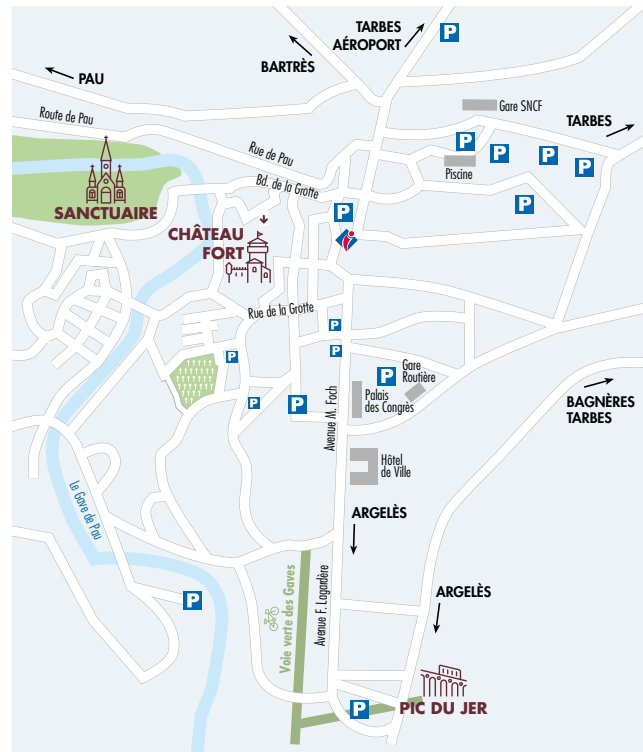 TARBES
AÉROPORT
P
BARTRÈS
PAU
Gare SNCF
Route de Pau
TARBES
P
P
P
P
Rue de Pau
Piscine
Bd. de la Grotte
SANCTUAIRE
P
P
CHÂTEAU
FORT
i
Rue de la Grotte
P
P
P
P
Gare
Routière
Palais
des Congrès
BAGNÈRES
TARBES
P
P
Avenue M. Foch
Hôtel
de Ville
Le Gave de Pau
ARGELÈS
ARGELÈS
P
Voie verte des Gaves
Avenue F. Lagardère
PIC DU JER
P